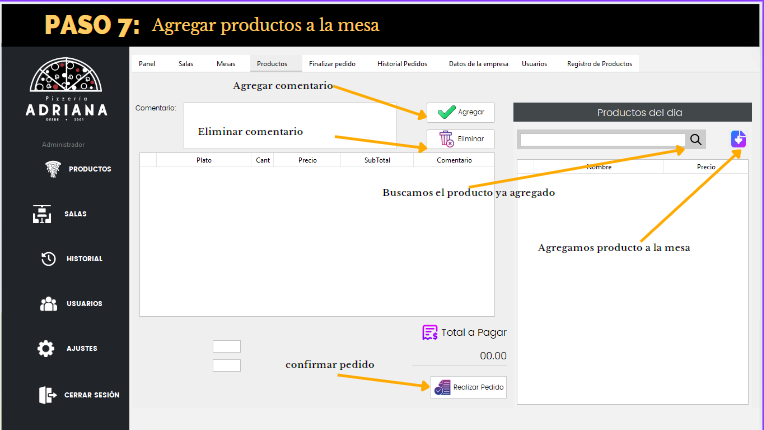 PASO 7: Agregar productos a la mesa
Pizzeria
ADRIANA
DESDE • 2001
Administrador
PRODUCTOS
SALAS
HISTORIAL
USUARIOS
AJUSTES
CERRAR SESIÓN
Panel Salas Mesas Productos Finalizar pedido Historial Pedidos Datos de la empresa Usuarios Registro de Productos
Agregar comentario
Comentario:
Agregar
Eliminar comentario
Eliminar
Plato Cant Precio SubTotal Comentario
Productos del dia
Nombre Precio
Buscamos el producto ya agregado
Agregamos producto a la mesa
Total a Pagar
00.00
confirmar pedido
Realizar Pedido